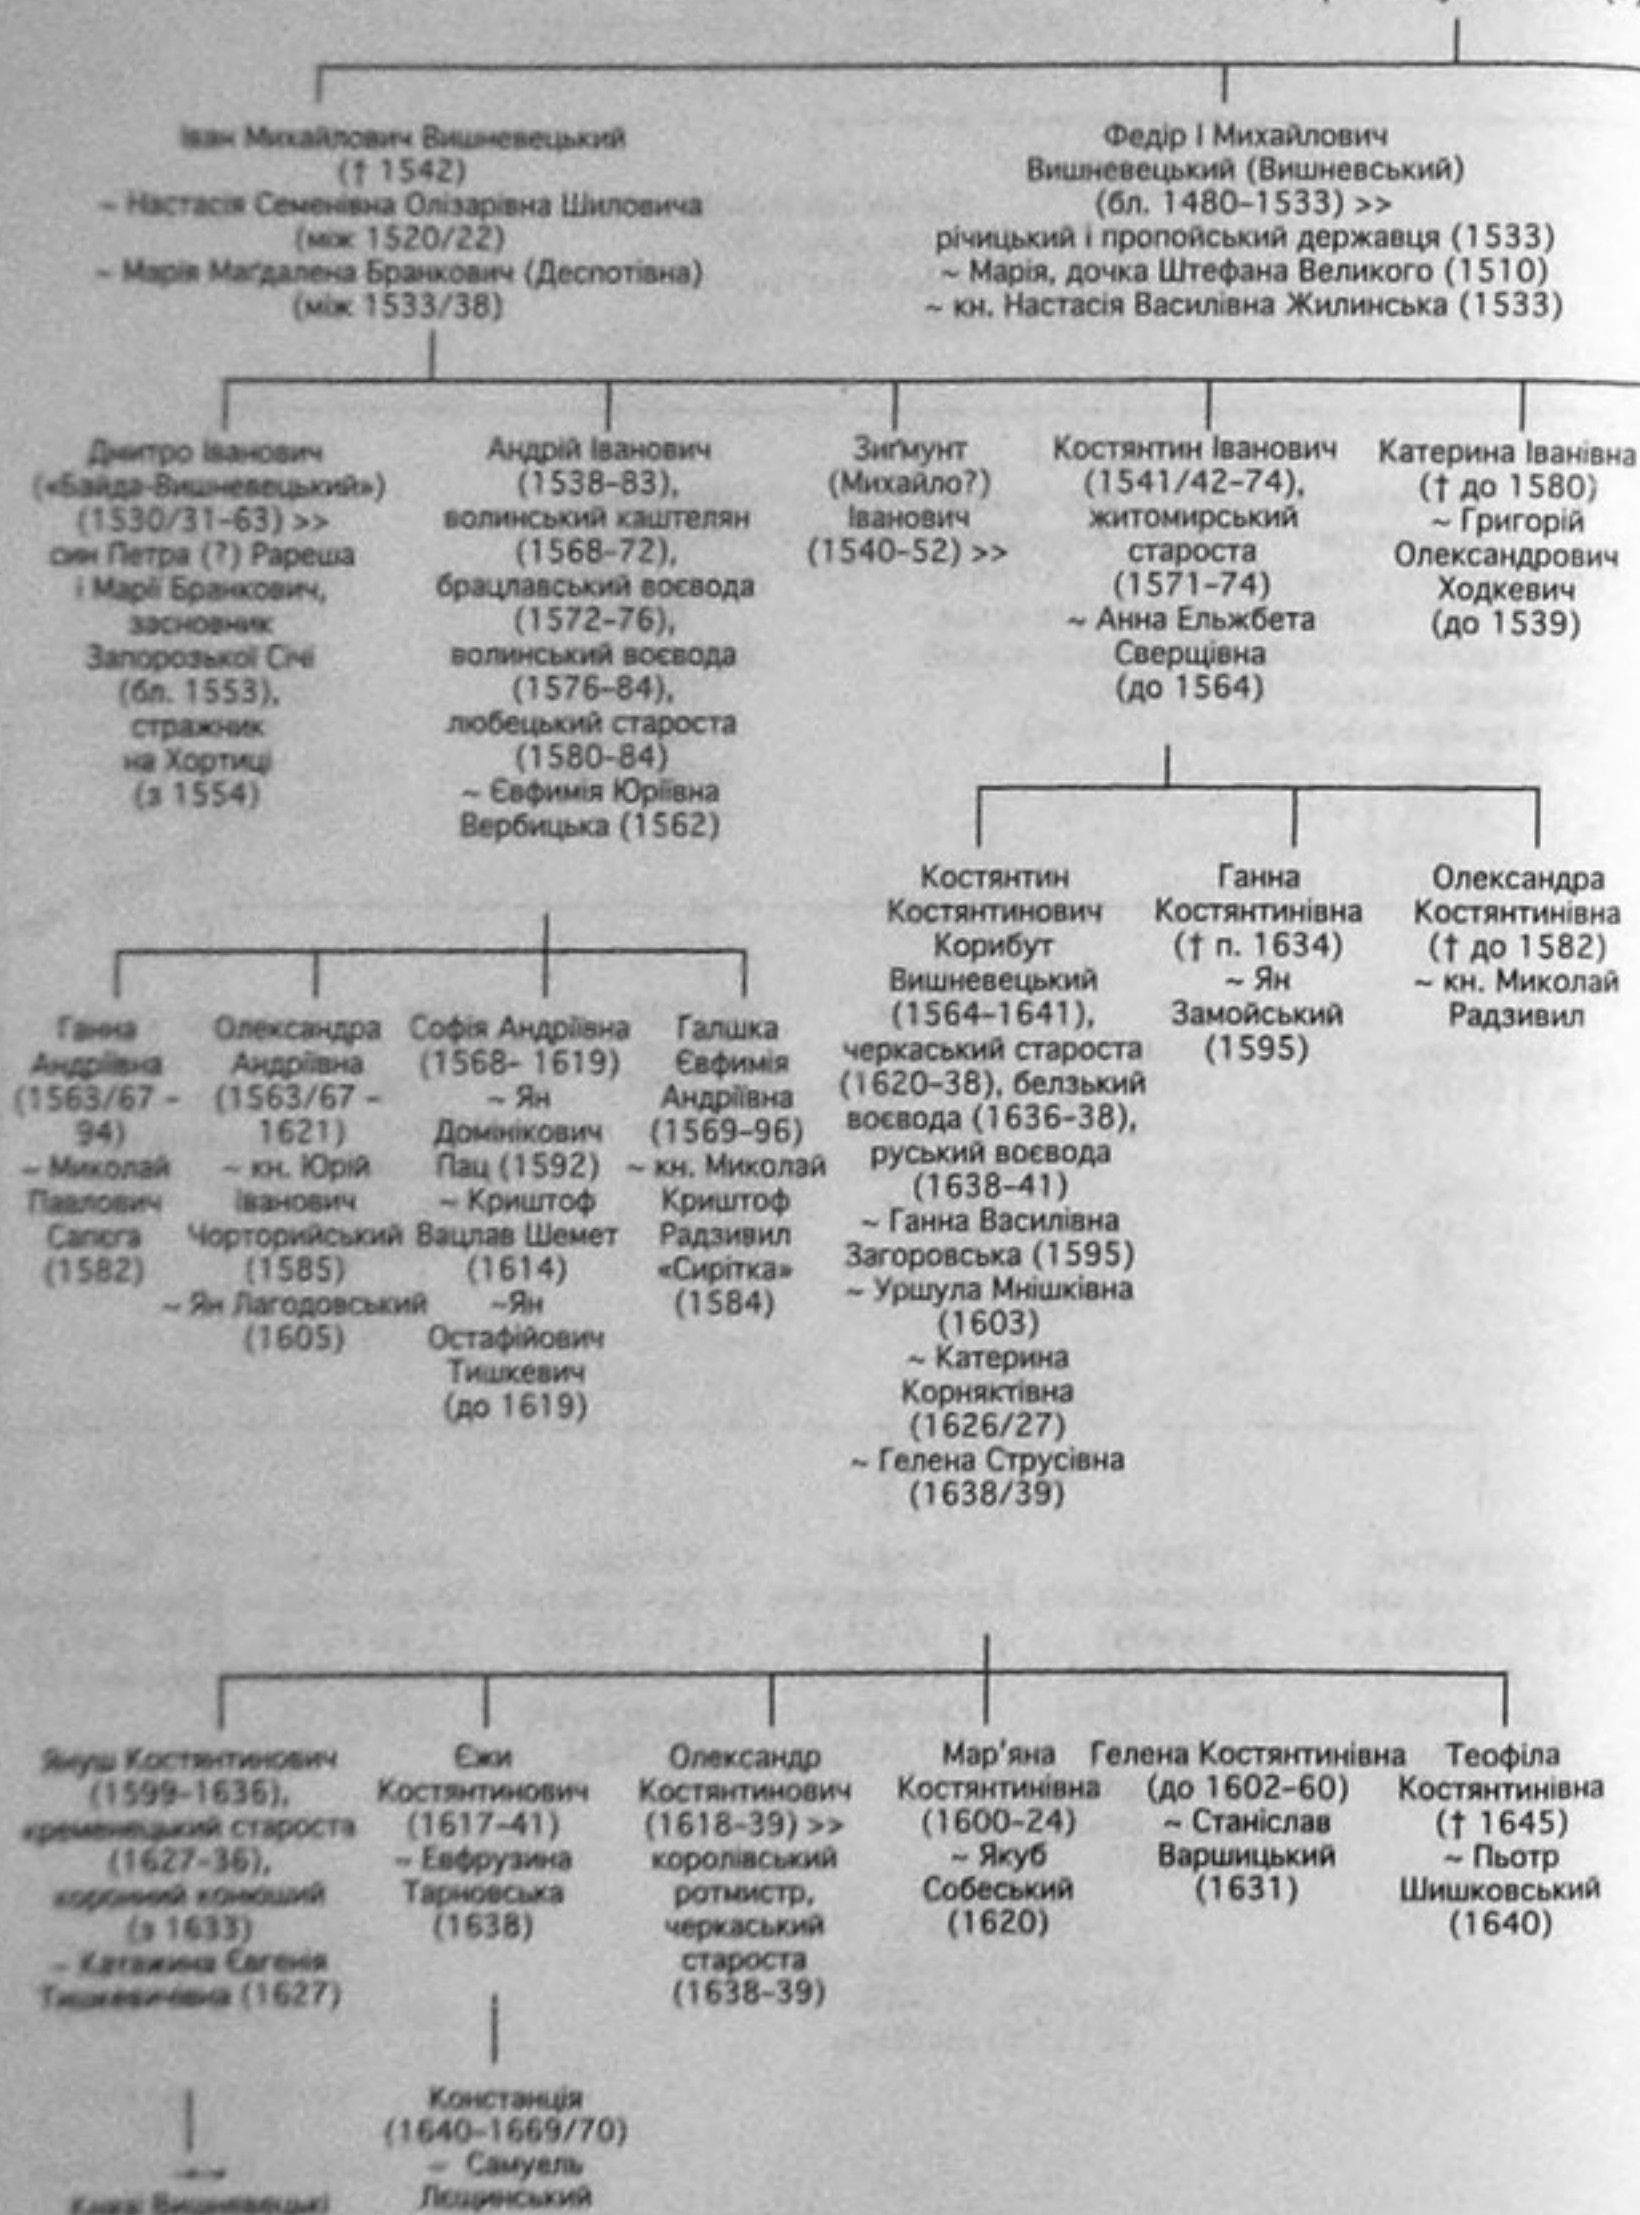 Іван Михайлович Вишневецький
(† 1542)
~ Настасія Семенівна Олізарівна Шиловича
(між 1520/22)
~ Марія Маґдалена Бранкович (Деспотівна)
(між 1533/38)
Федір І Михайлович
Вишневецький (Вишневський)
(бл. 1480–1533) >>
річицький і пропойський державця (1533)
~ Марія, дочка Штефана Великого (1510)
~ кн. Настасія Василівна Жилинська (1533)
Дмитро Іванович
(«Байда-Вишневецький»)
(1530/31–63) >>
син Петра (?) Рареша
і Марії Бранкович,
засновник
Запорозької Січі
(бл. 1553),
стражник
на Хортиці
(з 1554)
Андрій Іванович
(1538–83),
волинський каштелян
(1568–72),
брацлавський воєвода
(1572–76),
волинський воєвода
(1576–84),
любецький староста
(1580–84)
~ Євфимія Юріївна
Вербицька (1562)
Зиґмунт
(Михайло?)
Іванович
(1540–52) >>
Костянтин Іванович
(1541/42–74),
житомирський
староста
(1571–74)
~ Анна Ельжбета
Сверщівна
(до 1564)
Катерина Іванівна
(† до 1580)
~ Григорій
Олександрович
Ходкевич
(до 1539)
Ганна
Андріївна
(1563/67 –
94)
~ Миколай
Павлович
Сапєга
(1582)
Олександра
Андріївна
(1563/67 –
1621)
~ кн. Юрій
Іванович
Чорторийський
(1585)
~ Ян Лагодовський
(1605)
Софія Андріївна
(1568– 1619)
~ Ян
Домінікович
Пац (1592)
~ Криштоф
Вацлав Шемет
(1614)
~Ян
Остафійович
Тишкевич
(до 1619)
Галшка
Євфимія
Андріївна
(1569–96)
~ кн. Миколай
Криштоф
Радзивил
«Сирітка»
(1584)
Костянтин
Костянтинович
Корибут
Вишневецький
(1564–1641),
черкаський староста
(1620–38), белзький
воєвода (1636–38),
руський воєвода
(1638–41)
~ Ганна Василівна
Загоровська (1595)
~ Уршула Мнішківна
(1603)
~ Катерина
Корняктівна
(1626/27)
~ Гелена Струсівна
(1638/39)
Ганна
Костянтинівна
(† п. 1634)
~ Ян
Замойський
(1595)
Олександра
Костянтинівна
(† до 1582)
~ кн. Миколай
Радзивил
Януш Костянтинович
(1599–1636),
кременецький староста
(1627–36),
коронний конюший
(з 1633)
~ Катажина Євгенія
Тишкевичівна (1627)
Єжи
Костянтинович
(1617–41)
~ Евфрузина
Тарновська
(1638)
Олександр
Костянтинович
(1618–39) >>
королівський
ротмистр,
черкаський
староста
(1638–39)
Мар'яна
Костянтинівна
(1600–24)
~ Якуб
Собеський
(1620)
Гелена Костянтинівна
(до 1602–60)
~ Станіслав
Варшицький
(1631)
Теофіла
Костянтинівна
(† 1645)
~ Пьотр
Шишковський
(1640)
Констанція
(1640–1669/70)
~ Самуель
Лєщинський
Князі Вишневецькі